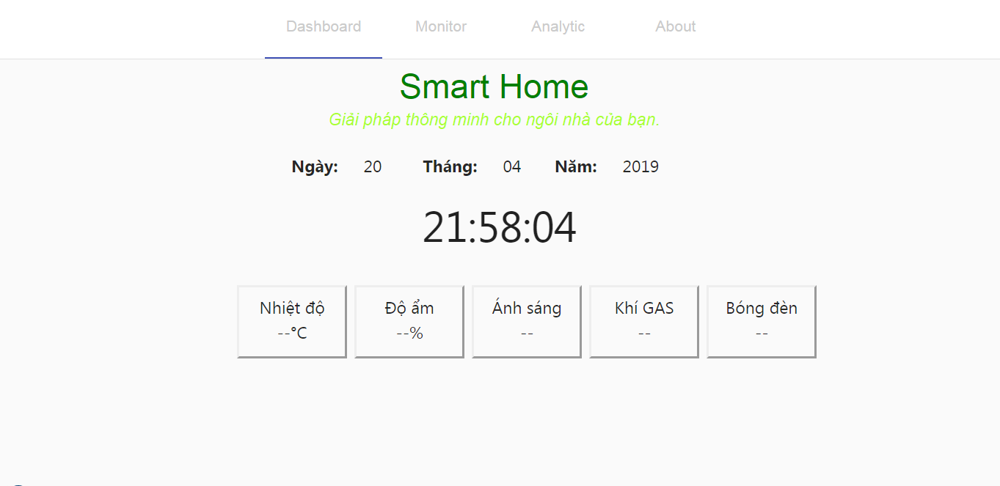 Dashboard Monitor Analytic About
Smart Home
Giải pháp thông minh cho ngôi nhà của bạn.
Ngày: 20 Tháng: 04 Năm: 2019
21:58:04
Nhiệt độ Độ ẩm Ánh sáng Khí GAS Bóng đèn
--°C --% -- -- --